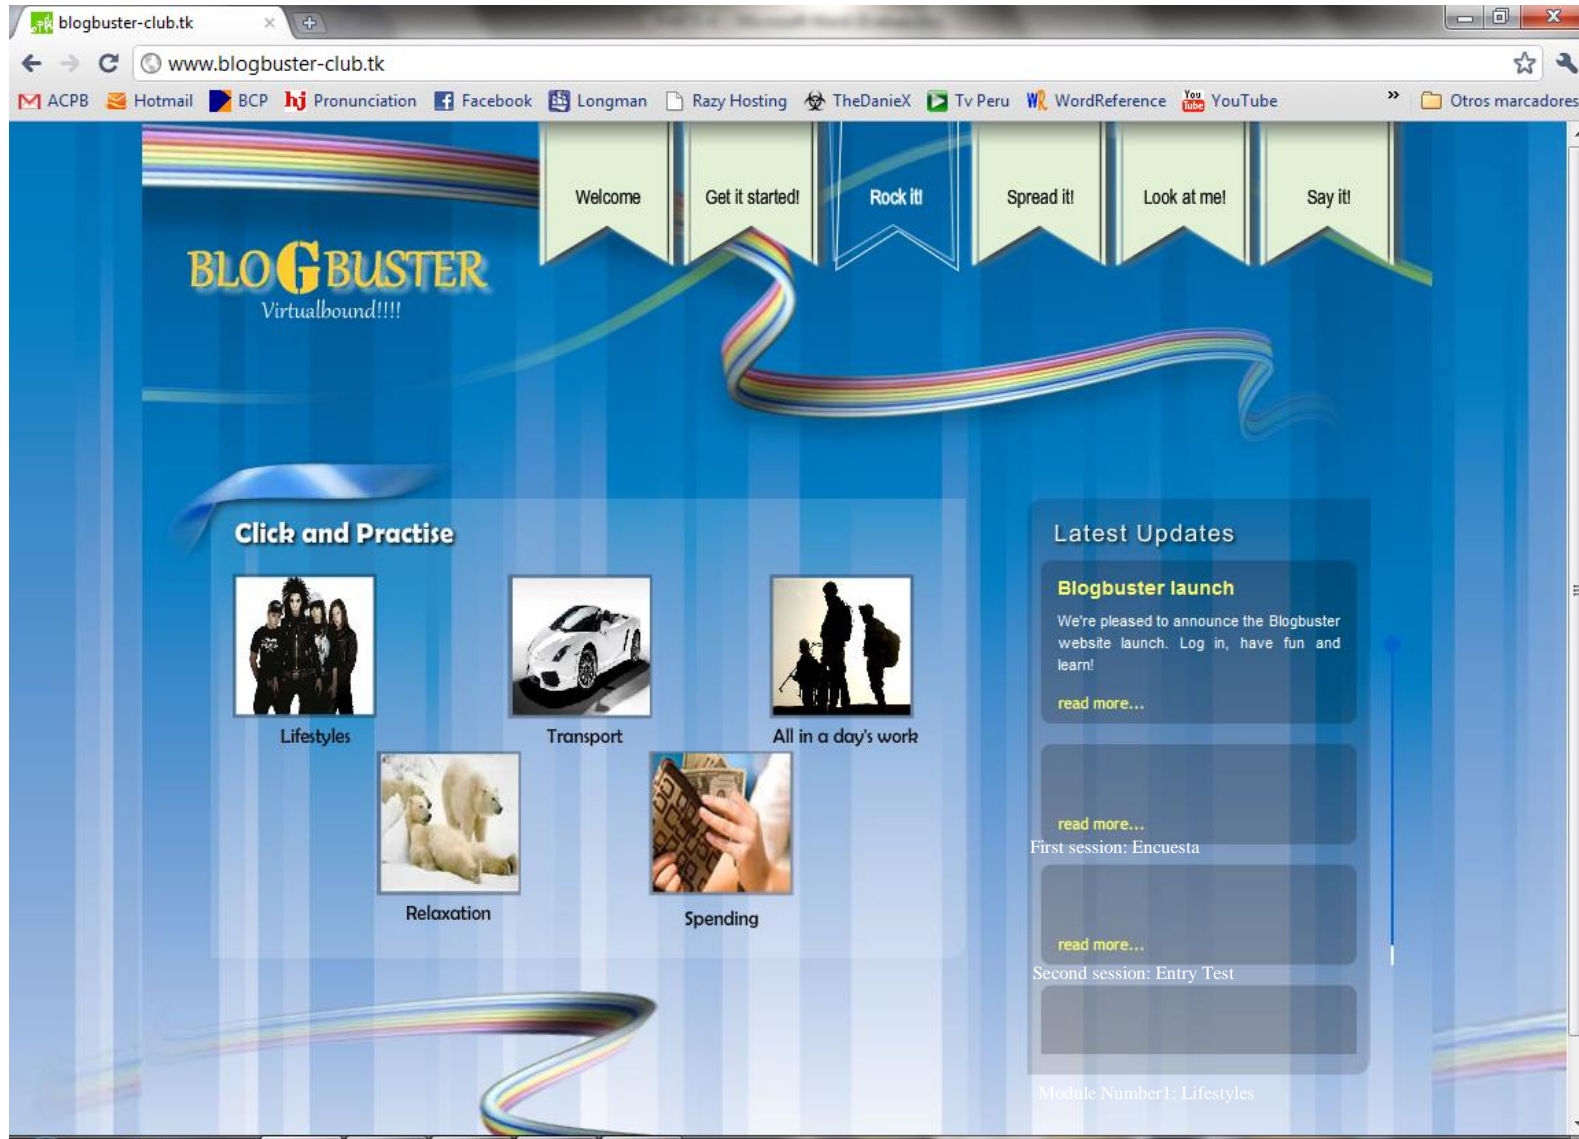 blogbuster-club.tk
www.blogbuster-club.tk
ACPB Hotmail BCP hj Pronunciation Facebook Longman Razy Hosting TheDanieX Tv Peru WR WordReference You Tube YouTube » Otros marcadores
Welcome Get it started! Rock it! Spread it! Look at me! Say it!
BLOGBUSTER
Virtualbound!!!!
Click and Practise
Lifestyles Transport All in a day's work
Relaxation Spending
Latest Updates
Blogbuster launch
We're pleased to announce the Blogbuster
website launch. Log in, have fun and
learn!
read more...
read more...
First session: Encuesta
read more...
Second session: Entry Test
Module Number1: Lifestyles